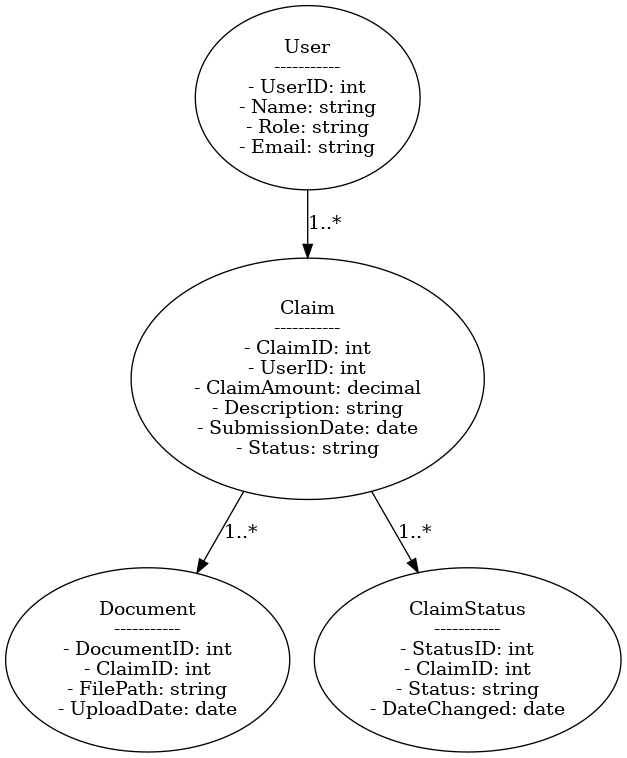 User
-----------
- UserID: int
- Name: string
- Role: string
- Email: string
1..*
Claim
-----------
- ClaimID: int
- UserID: int
- ClaimAmount: decimal
- Description: string
- SubmissionDate: date
- Status: string
1..*
1..*
Document
-----------
- DocumentID: int
- ClaimID: int
- FilePath: string
- UploadDate: date
ClaimStatus
-----------
- StatusID: int
- ClaimID: int
- Status: string
- DateChanged: date